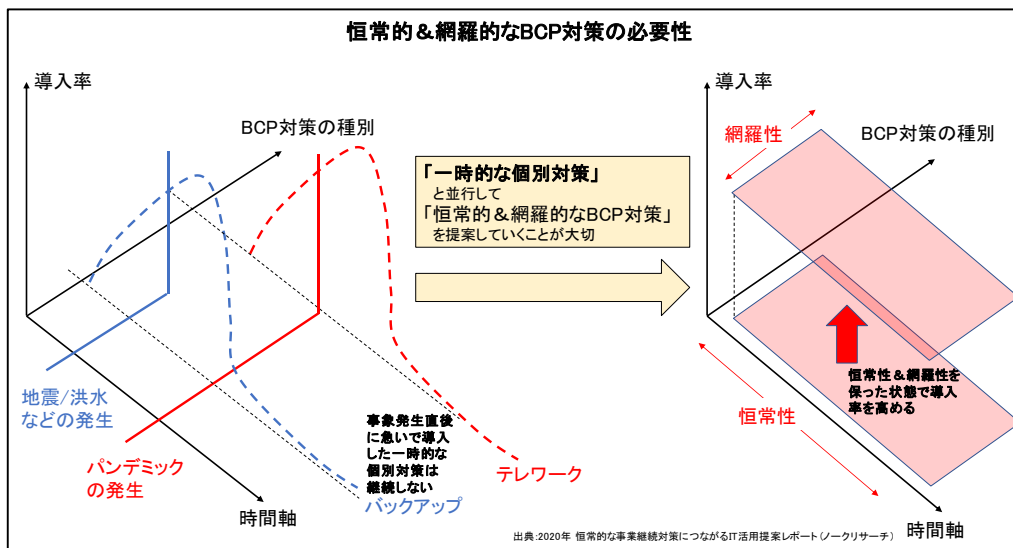 恒常的＆網羅的なBCP対策の必要性
導入率
BCP対策の種別
地震/洪水
などの発生
パンデミック
の発生
時間軸
事象発生直後
に急いで導入
した一時的な
個別対策は
継続しない
バックアップ
テレワーク
「一時的な個別対策」
と並行して
「恒常的＆網羅的なBCP対策」
を提案していくことが大切
導入率
網羅性
BCP対策の種別
恒常性＆網羅性を
保った状態で導入
率を高める
恒常性
時間軸
出典:2020年 恒常的な事業継続対策につながるIT活用提案レポート(ノークリサーチ)